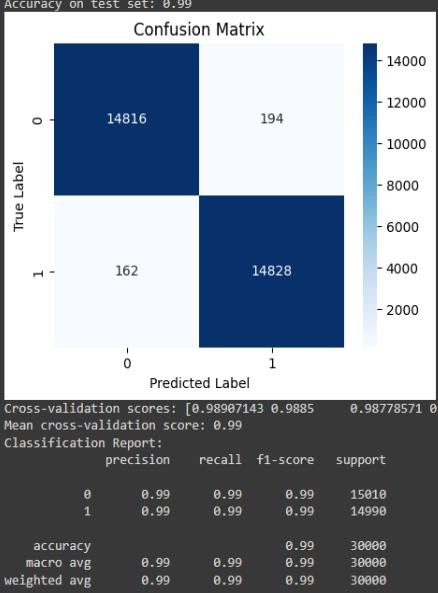 Accuracy on test set: 0.99
Confusion Matrix
14816 194
162 14828
0
1
True Label
0 1
Predicted Label
14000
12000
10000
8000
6000
4000
2000
Cross-validation scores: [0.98907143 0.9885 0.98778571 0
Mean cross-validation score: 0.99
Classification Report:
precision recall f1-score support
0 0.99 0.99 0.99 15010
1 0.99 0.99 0.99 14990
accuracy 0.99 30000
macro avg 0.99 0.99 0.99 30000
weighted avg 0.99 0.99 0.99 30000